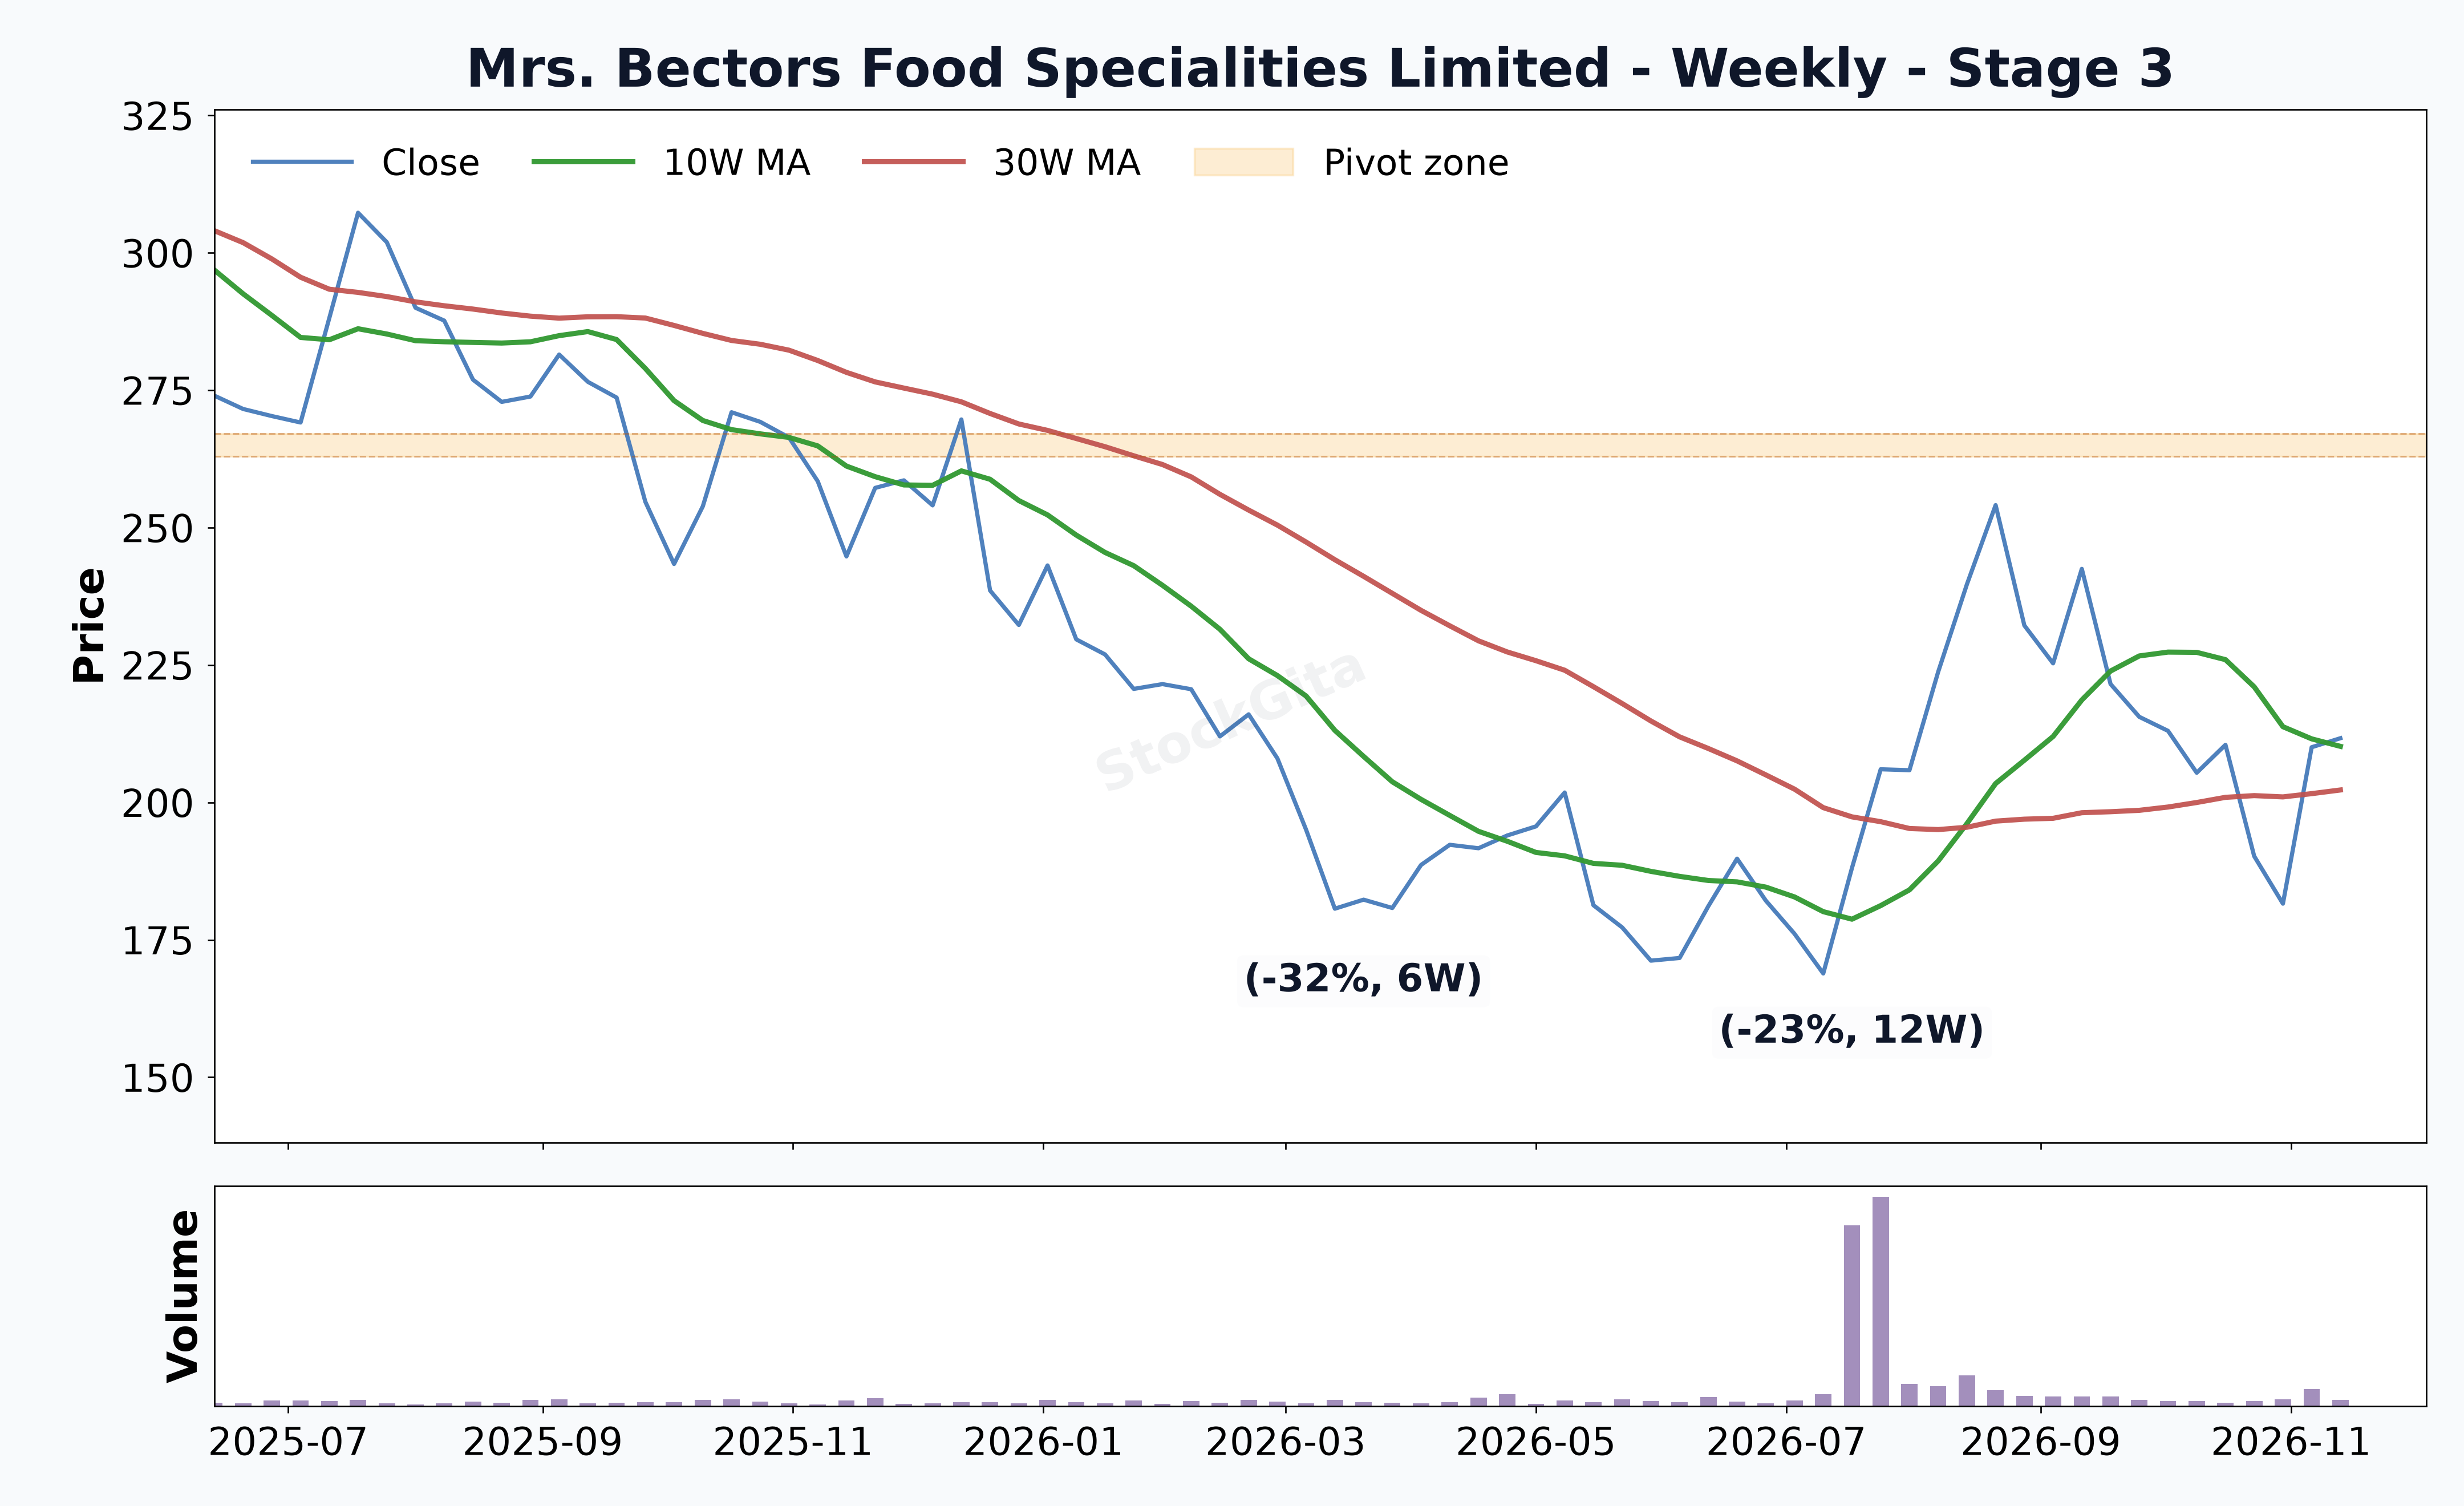 Mrs. Bectors Food Specialities Limited - Weekly - Stage 3
Close
10W MA
30W MA
Pivot zone
Price
325
300
275
250
225
200
175
150
StockGita
(-32%, 6W)
(-23%, 12W)
Volume
2025-07
2025-09
2025-11
2026-01
2026-03
2026-05
2026-07
2026-09
2026-11